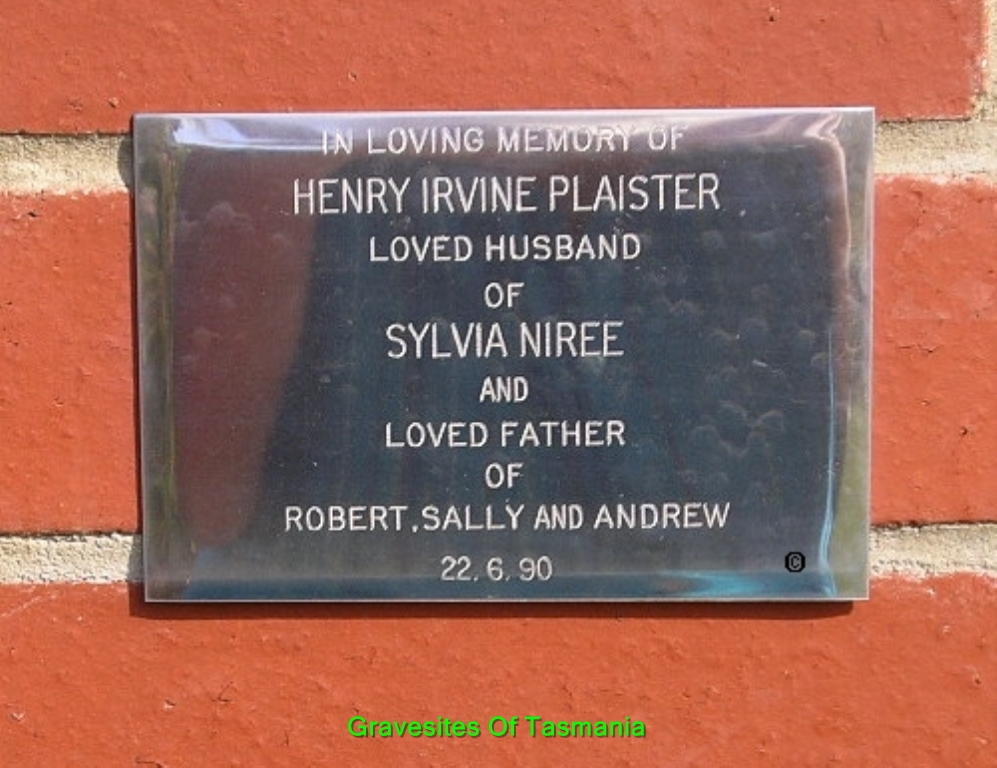 IN LOVING MEMORY OF
HENRY IRVINE PLAISTER
LOVED HUSBAND
OF
SYLVIA NIREE
AND
LOVED FATHER
OF
ROBERT, SALLY AND ANDREW
22. 6. 90
©
Gravesites Of Tasmania